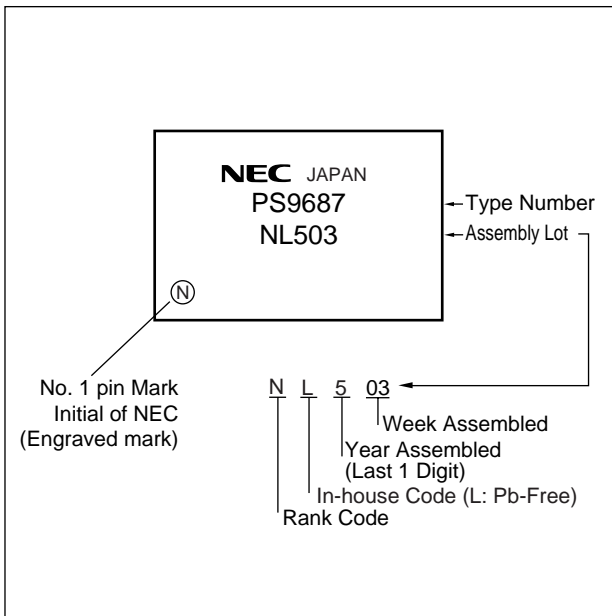 NEC JAPAN
PS9687
NL503
N
Type Number
Assembly Lot
No. 1 pin Mark
Initial of NEC
(Engraved mark)
N L 5 03
Week Assembled
Year Assembled
(Last 1 Digit)
In-house Code (L: Pb-Free)
Rank Code